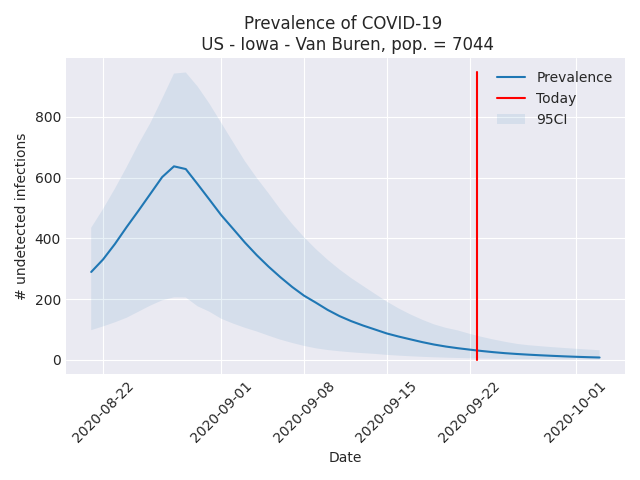 Prevalence of COVID-19
US - Iowa - Van Buren, pop. = 7044
Prevalence
Today
95CI
# undetected infections
800
600
400
200
0
2020-08-22
2020-09-01
2020-09-08
2020-09-15
2020-09-22
2020-10-01
Date